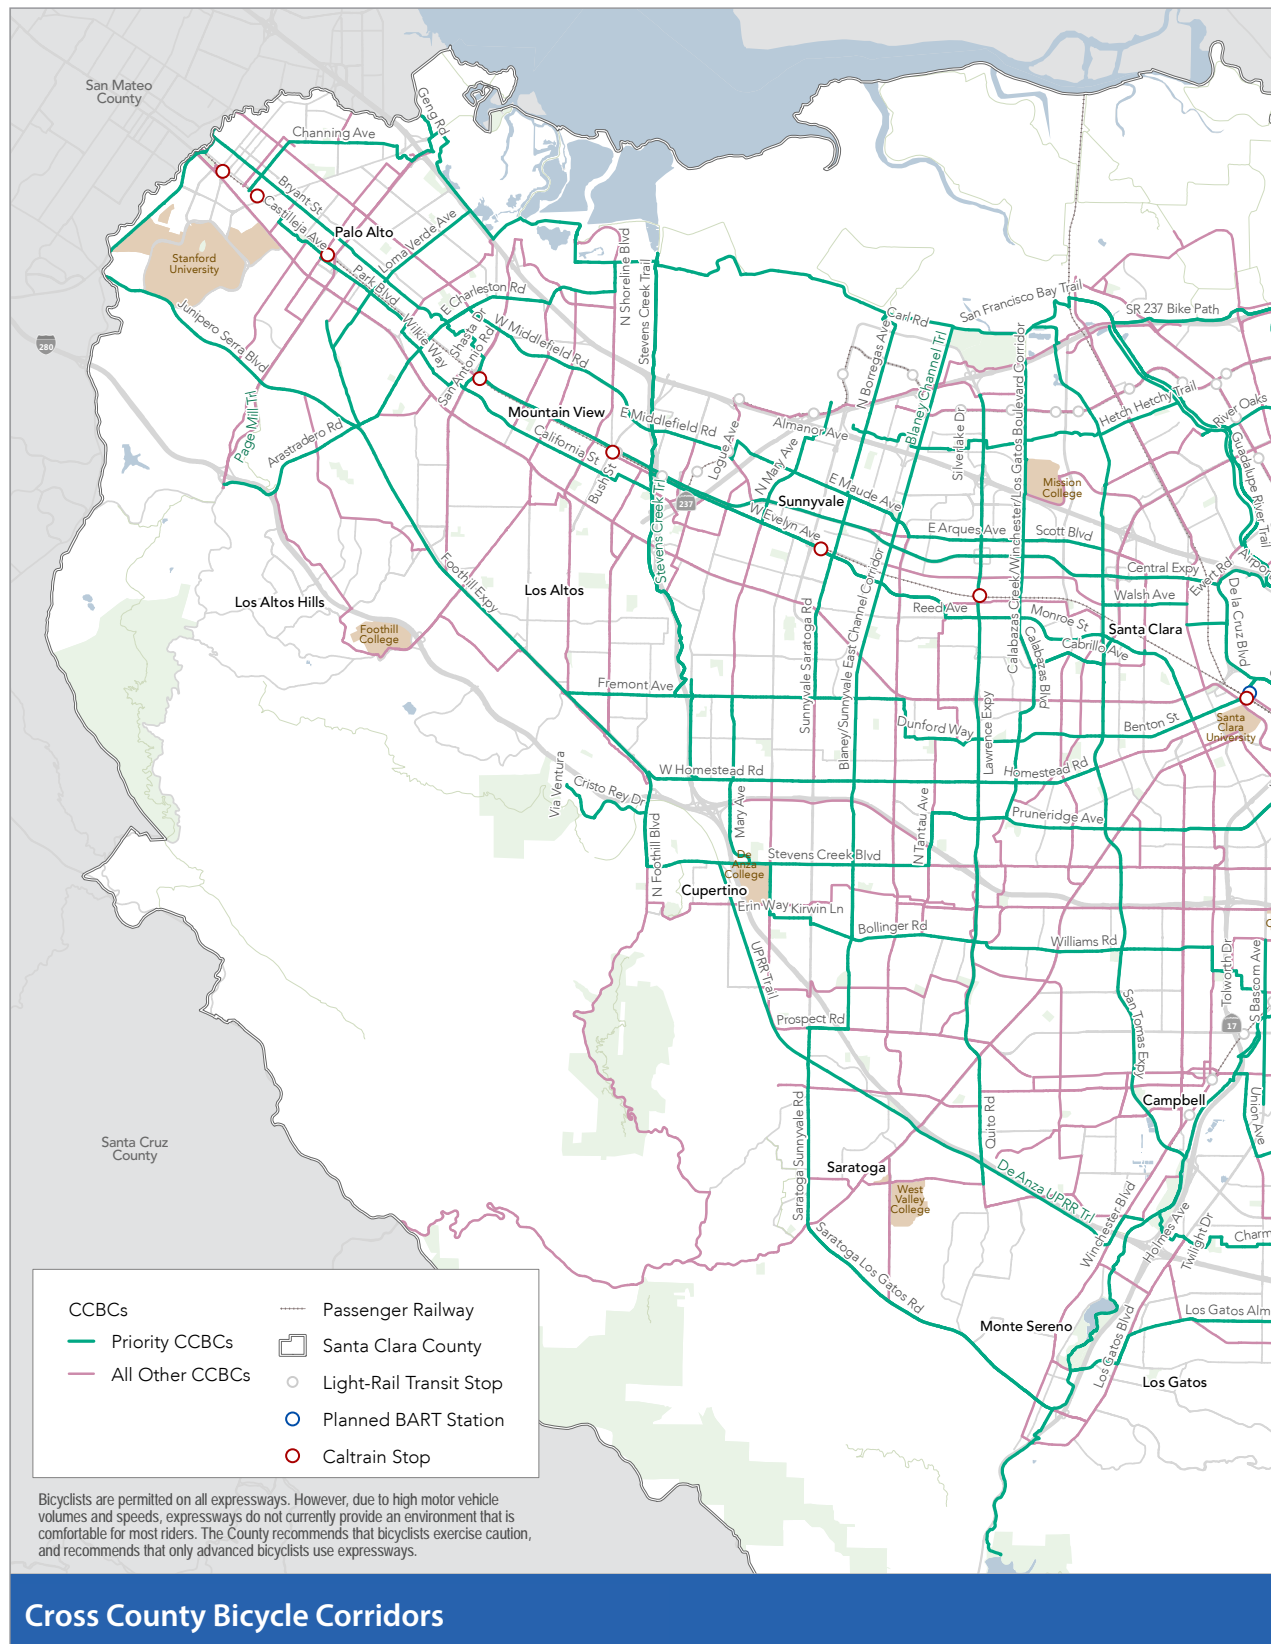 San Mateo
County
Geng Rd
Channing Ave
Bryant St
Castilleja Ave
Palo Alto
Loma Verde Ave
Stanford
University
Park Blvd
E Charleston Rd
N Shoreline Blvd
Stevens Creek Trail
San Francisco Bay Trail
Carl Rd
SR 237 Bike Path
Junipero Serra Blvd
Wilkie Way
Shasta Dr
San Antonio Rd
W Middlefield Rd
N Borregas Ave
Blaney Channel Trl
Calabazas Creek/Winchester/Los Gatos Boulevard Corridor
280
Page Mill Trl
Arastradero Rd
Mountain View
E Middlefield Rd
California St
Bush St
Logue Ave
Almanor Ave
N Mary Ave
Silverlake Dr
Hetch Hetchy Trail
River Oaks
Guadalupe River Trail
Mission
College
E Maude Ave
Sunnyvale
237
W Evelyn Ave
Stevens Creek Trl
E Arques Ave
Scott Blvd
Central Expy
Ewert Rd
Airpor
Walsh Ave
De la Cruz Blvd
Foothill Expy
Los Altos
Los Altos Hills
Foothill
College
Reed Ave
Monroe St
Santa Clara
Cabrillo Ave
Calabazas Blvd
Sunnyvale Saratoga Rd
Blaney/Sunnyvale East Channel Corridor
Fremont Ave
Dunford Way
Lawrence Expy
Benton St
Santa
Clara
University
W Homestead Rd
Homestead Rd
Via Ventura
Cristo Rey Dr
Mary Ave
N Tantau Ave
Pruneridge Ave
N Foothill Blvd
De
Anza
College
Stevens Creek Blvd
Cupertino
Erin Way
Kirwin Ln
Bollinger Rd
Williams Rd
Tolworth Dr
S Bascom Ave
C
UPRR Trail
Prospect Rd
San Tomas Expy
17
Campbell
Union Ave
Santa Cruz
County
Saratoga Sunnyvale Rd
Quito Rd
Saratoga
West
Valley
College
De Anza UPRR Trl
Winchester Blvd
Holmes Ave
Twilight Dr
Charm
Saratoga Los Gatos Rd
Monte Sereno
Los Gatos Blvd
Los Gatos Alm
Los Gatos
CCBCs
Priority CCBCs
All Other CCBCs
Passenger Railway
Santa Clara County
Light-Rail Transit Stop
Planned BART Station
Caltrain Stop
Bicyclists are permitted on all expressways. However, due to high motor vehicle
volumes and speeds, expressways do not currently provide an environment that is
comfortable for most riders. The County recommends that bicyclists exercise caution,
and recommends that only advanced bicyclists use expressways.
Cross County Bicycle Corridors